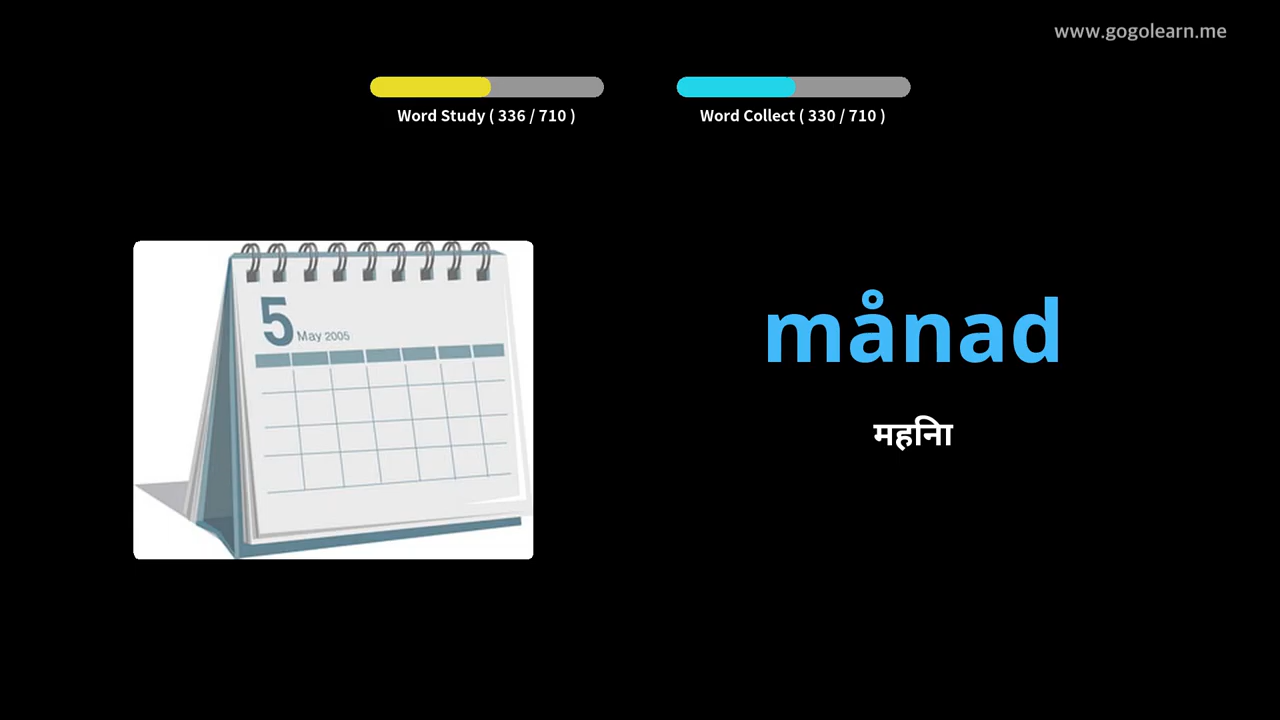 www.gogolearn.me
Word Study ( 336 / 710 )
Word Collect ( 330 / 710 )
5 May 2005
månad
महिना